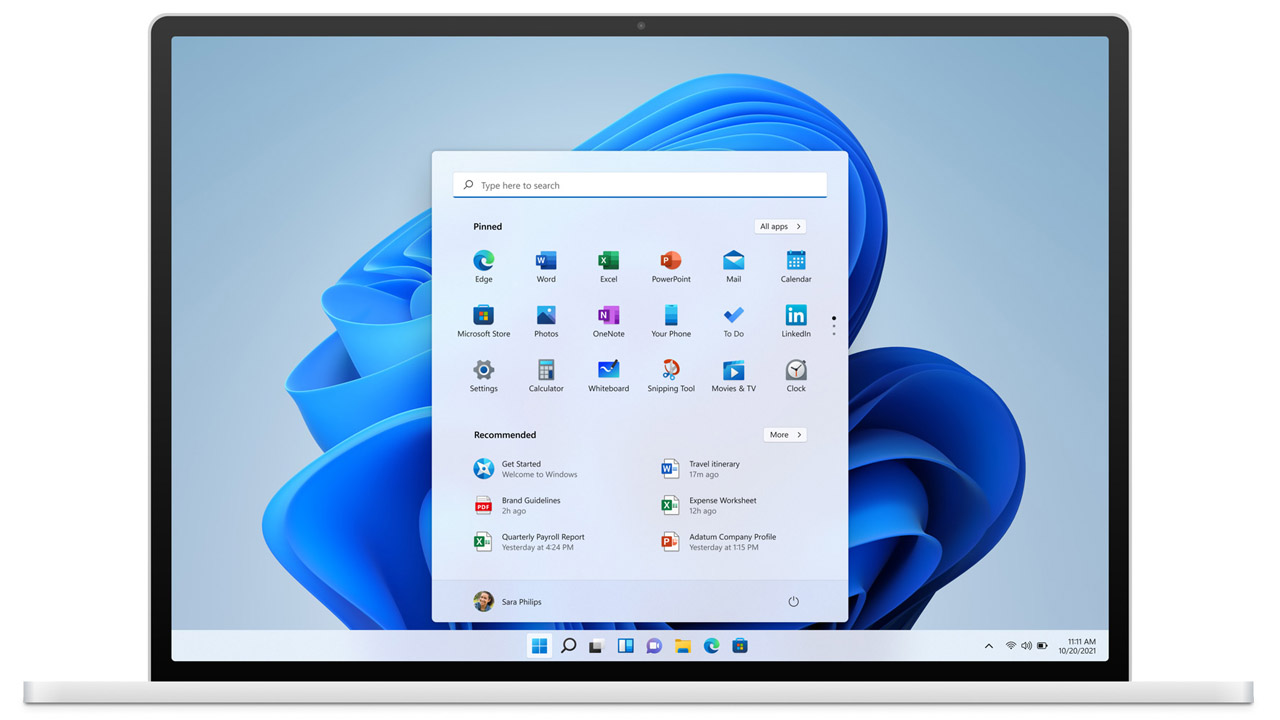 Type here to search
Pinned
All apps
Edge
Word
Excel
PowerPoint
Mail
Calendar
Microsoft Store
Photos
OneNote
Your Phone
To Do
LinkedIn
Settings
Calculator
Whiteboard
Snipping Tool
Movies & TV
Clock
Recommended
More
Get Started
Welcome to Windows
Travel itinerary
17m ago
PDF
Brand Guidelines
2h ago
Expense Worksheet
12h ago
Quarterly Payroll Report
Yesterday at 4:24 PM
Adatum Company Profile
Yesterday at 1:15 PM
Sara Philips
11:11 AM
10/20/2021